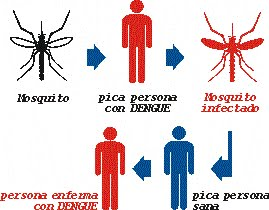 Mosquito
pica persona
con DENGUE
Mosquito
infectado
persona enferma
con DENGUE
pica persona
sana